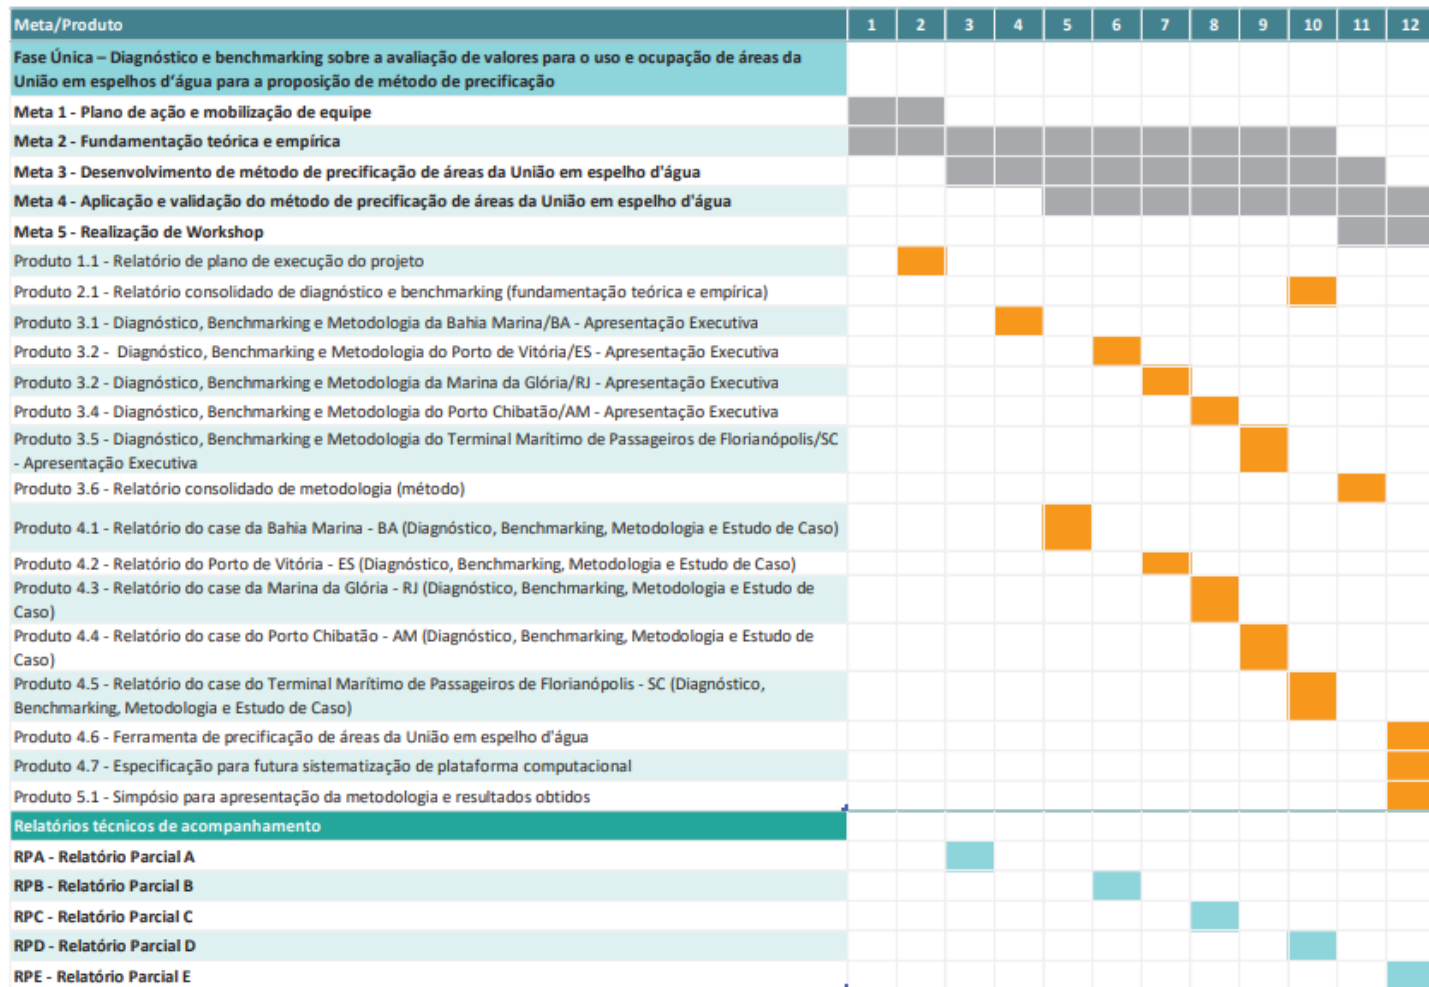 Meta/Produto 1 2 3 4 5 6 7 8 9 10 11 12
Fase Única – Diagnóstico e benchmarking sobre a avaliação de valores para o uso e ocupação de áreas da
União em espelhos d'água para a proposição de método de precificação
Meta 1 - Plano de ação e mobilização de equipe
Meta 2 - Fundamentação teórica e empírica
Meta 3 - Desenvolvimento de método de precificação de áreas da União em espelho d'água
Meta 4 - Aplicação e validação do método de precificação de áreas da União em espelho d'água
Meta 5 - Realização de Workshop
Produto 1.1 - Relatório de plano de execução do projeto
Produto 2.1 - Relatório consolidado de diagnóstico e benchmarking (fundamentação teórica e empírica)
Produto 3.1 - Diagnóstico, Benchmarking e Metodologia da Bahia Marina/BA - Apresentação Executiva
Produto 3.2 - Diagnóstico, Benchmarking e Metodologia do Porto de Vitória/ES - Apresentação Executiva
Produto 3.2 - Diagnóstico, Benchmarking e Metodologia da Marina da Glória/RJ - Apresentação Executiva
Produto 3.4 - Diagnóstico, Benchmarking e Metodologia do Porto Chibatão/AM - Apresentação Executiva
Produto 3.5 - Diagnóstico, Benchmarking e Metodologia do Terminal Marítimo de Passageiros de Florianópolis/SC
- Apresentação Executiva
Produto 3.6 - Relatório consolidado de metodologia (método)
Produto 4.1 - Relatório do case da Bahia Marina - BA (Diagnóstico, Benchmarking, Metodologia e Estudo de Caso)
Produto 4.2 - Relatório do Porto de Vitória - ES (Diagnóstico, Benchmarking, Metodologia e Estudo de Caso)
Produto 4.3 - Relatório do case da Marina da Glória - RJ (Diagnóstico, Benchmarking, Metodologia e Estudo de
Caso)
Produto 4.4 - Relatório do case do Porto Chibatão - AM (Diagnóstico, Benchmarking, Metodologia e Estudo de
Caso)
Produto 4.5 - Relatório do case do Terminal Marítimo de Passageiros de Florianópolis - SC (Diagnóstico,
Benchmarking, Metodologia e Estudo de Caso)
Produto 4.6 - Ferramenta de precificação de áreas da União em espelho d'água
Produto 4.7 - Especificação para futura sistematização de plataforma computacional
Produto 5.1 - Simpósio para apresentação da metodologia e resultados obtidos
Relatórios técnicos de acompanhamento
RPA - Relatório Parcial A
RPB - Relatório Parcial B
RPC - Relatório Parcial C
RPD - Relatório Parcial D
RPE - Relatório Parcial E